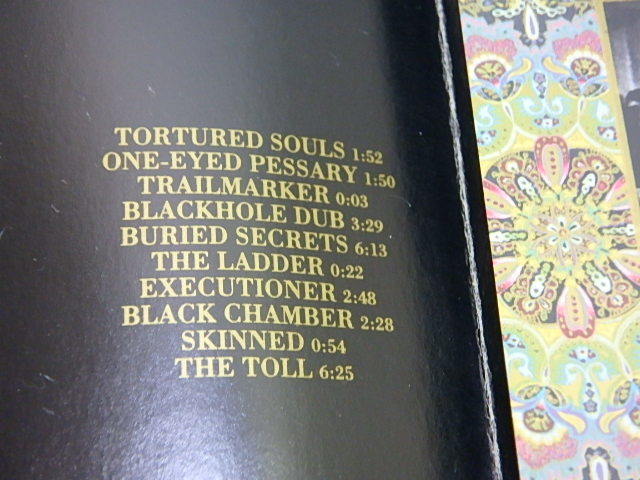 TORTURED SOULS 1:52
ONE-EYED PESSARY 1:50
TRAILMARKER 0:03
BLACKHOLE DUB 3:29
BURIED SECRETS 6:13
THE LADDER 0:22
EXECUTIONER 2:48
BLACK CHAMBER 2:28
SKINNED 0:54
THE TOLL 6:25